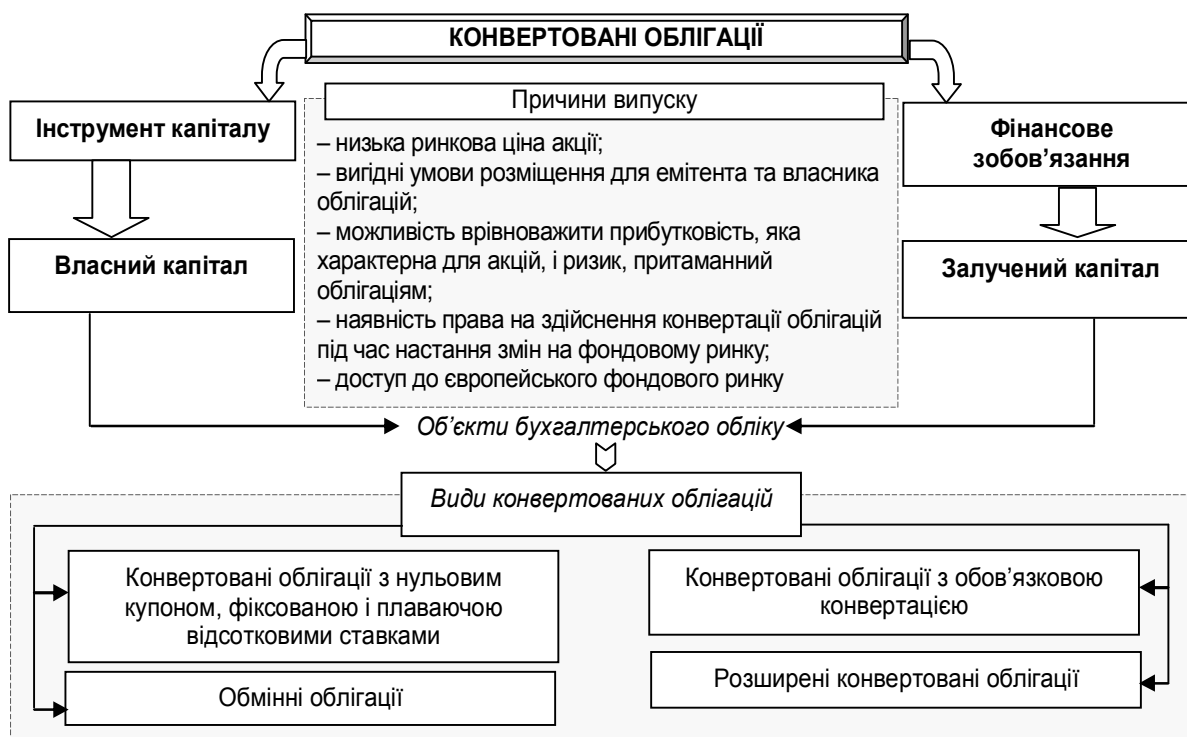 КОНВЕРТОВАНІ ОБЛІГАЦІЇ
Інструмент капіталу
Власний капітал
Причини випуску
– низька ринкова ціна акції;
– вигідні умови розміщення для емітента та власника
облігацій;
– можливість врівноважити прибутковість, яка
характерна для акцій, і ризик, притаманний
облігаціям;
– наявність права на здійснення конвертації облігацій
під час настання змін на фондовому ринку;
– доступ до європейського фондового ринку
Фінансове
зобов’язання
Залучений капітал
Об’єкти бухгалтерського обліку
Види конвертованих облігацій
Конвертовані облігації з нульовим
купоном, фіксованою і плаваючою
відсотковими ставками
Обмінні облігації
Конвертовані облігації з обов’язковою
конвертацією
Розширені конвертовані облігації